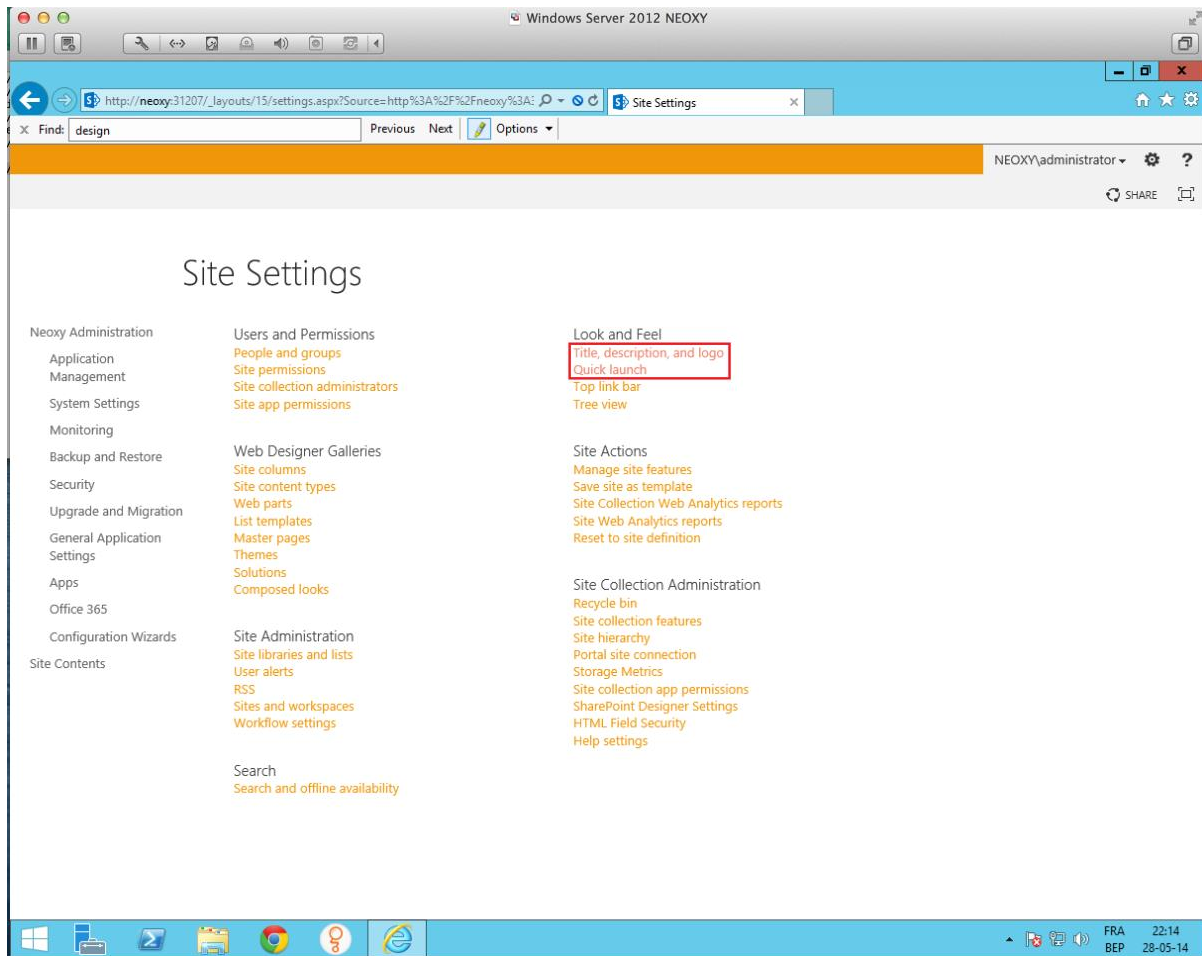 Windows Server 2012 NEOXY
http://neoxy:31207/_layouts/15/settings.aspx?Source=http%3A%2F%2Fneoxy%3A
Site Settings
Find: design Previous Next Options
NEOXY\administrator
SHARE
Site Settings
Neoxy Administration
Application
Management
System Settings
Monitoring
Backup and Restore
Security
Upgrade and Migration
General Application
Settings
Apps
Office 365
Configuration Wizards
Site Contents
Users and Permissions
People and groups
Site permissions
Site collection administrators
Site app permissions
Web Designer Galleries
Site columns
Site content types
Web parts
List templates
Master pages
Themes
Solutions
Composed looks
Site Administration
Site libraries and lists
User alerts
RSS
Sites and workspaces
Workflow settings
Search
Search and offline availability
Look and Feel
Title, description, and logo
Quick launch
Top link bar
Tree view
Site Actions
Manage site features
Save site as template
Site Collection Web Analytics reports
Site Web Analytics reports
Reset to site definition
Site Collection Administration
Recycle bin
Site collection features
Site hierarchy
Portal site connection
Storage Metrics
Site collection app permissions
SharePoint Designer Settings
HTML Field Security
Help settings
FRA 22:14
BEP 28-05-14